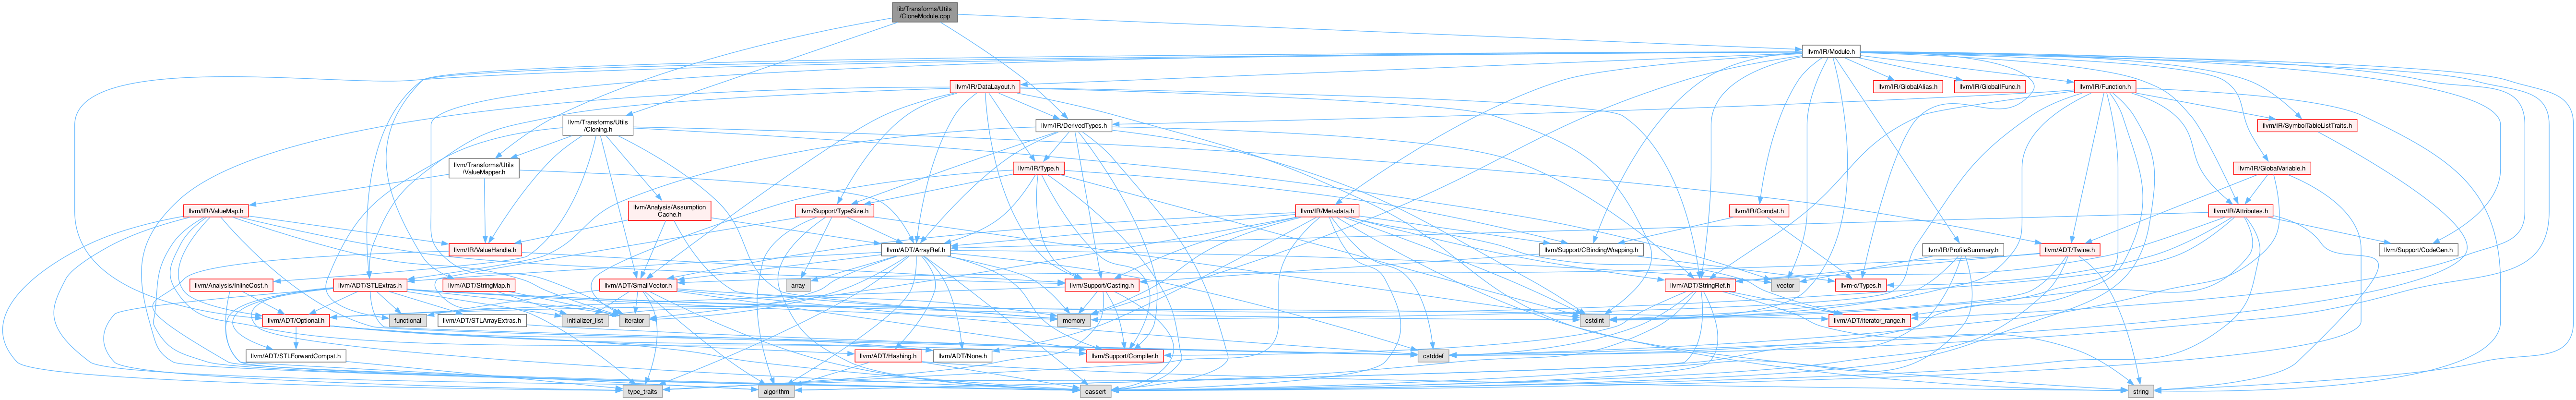 lib/Transforms/Utils
/CloneModule.cpp
llvm/IR/Module.h
llvm/IR/DataLayout.h
llvm/IR/GlobalAlias.h
llvm/IR/GlobalIFunc.h
llvm/IR/Function.h
llvm/Transforms/Utils
/Cloning.h
llvm/IR/DerivedTypes.h
llvm/IR/SymbolTableListTraits.h
llvm/Transforms/Utils
/ValueMapper.h
llvm/IR/Type.h
llvm/IR/GlobalVariable.h
llvm/IR/ValueMap.h
llvm/Analysis/Assumption
Cache.h
llvm/Support/TypeSize.h
llvm/IR/Metadata.h
llvm/IR/Comdat.h
llvm/IR/Attributes.h
llvm/IR/ValueHandle.h
llvm/ADT/ArrayRef.h
llvm/Support/CBindingWrapping.h
llvm/IR/ProfileSummary.h
llvm/ADT/Twine.h
llvm/Support/CodeGen.h
llvm/Analysis/InlineCost.h
llvm/ADT/STLExtras.h
llvm/ADT/StringMap.h
llvm/ADT/SmallVector.h
array
llvm/Support/Casting.h
llvm/ADT/StringRef.h
vector
llvm-c/Types.h
llvm/ADT/Optional.h
functional
llvm/ADT/STLArrayExtras.h
initializer_list
iterator
memory
cstdint
llvm/ADT/iterator_range.h
llvm/ADT/STLForwardCompat.h
llvm/ADT/Hashing.h
llvm/ADT/None.h
llvm/Support/Compiler.h
cstddef
type_traits
algorithm
cassert
string